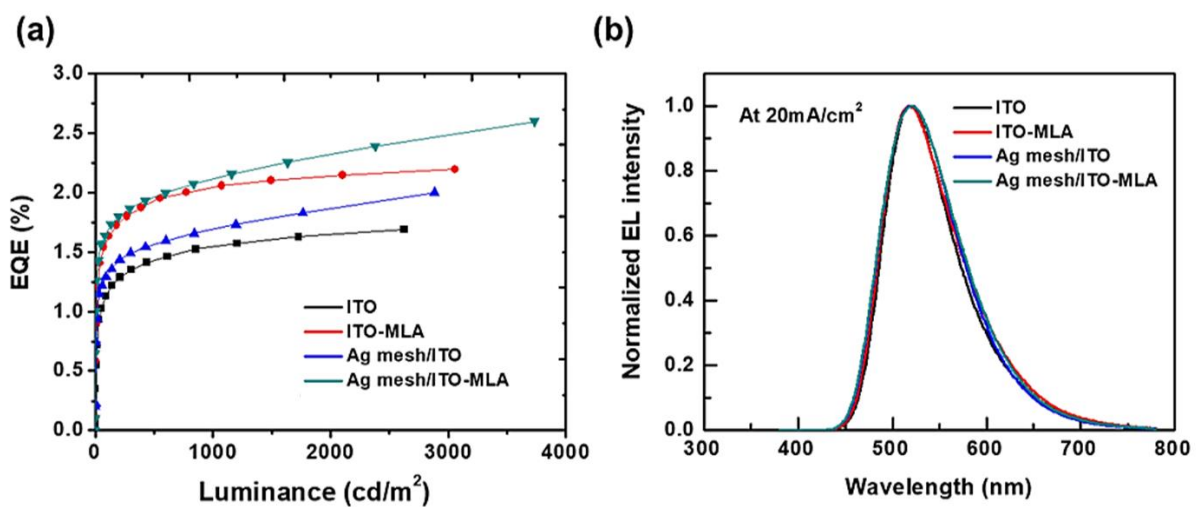 (a)
3.0
2.5
2.0
1.5
1.0
0.5
0.0
EQE (%)
ITO
ITO-MLA
Ag mesh/ITO
Ag mesh/ITO-MLA
0 1000 2000 3000 4000
Luminance (cd/m²)
(b)
1.0
0.8
0.6
0.4
0.2
0.0
Normalized EL intensity
At 20mA/cm²
ITO
ITO-MLA
Ag mesh/ITO
Ag mesh/ITO-MLA
300 400 500 600 700 800
Wavelength (nm)